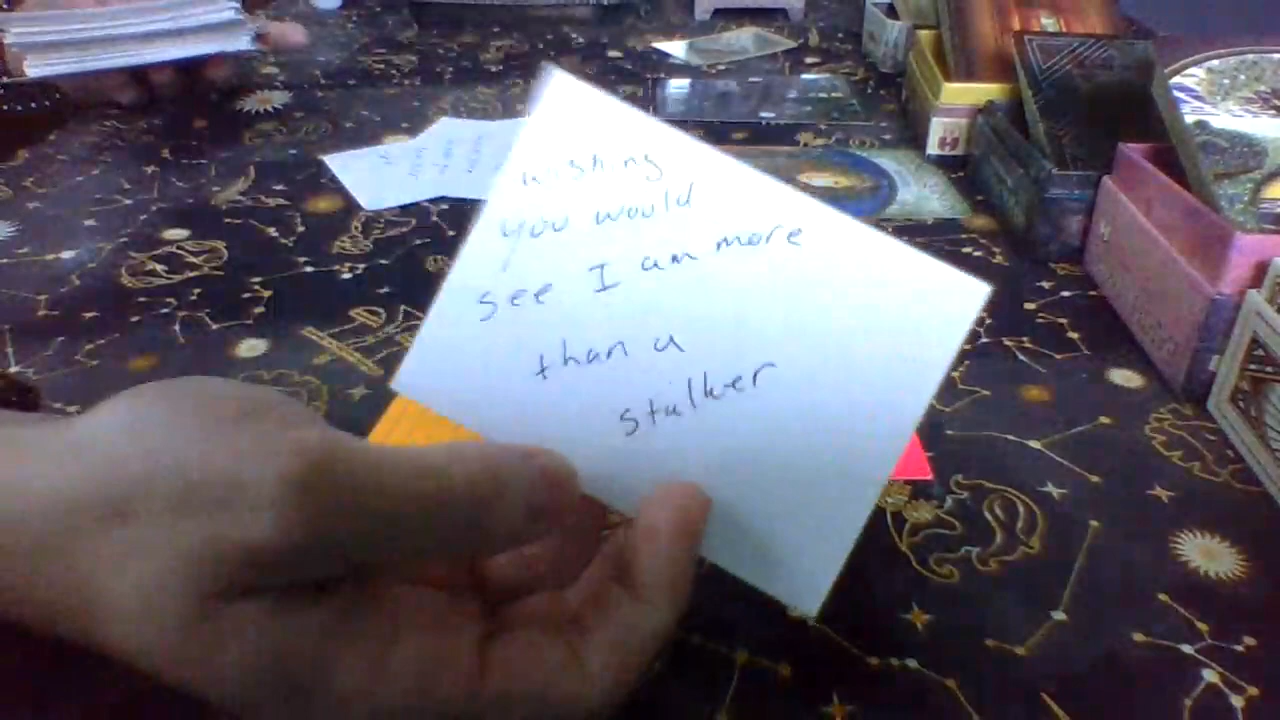 wishing
you would
see I am more
than a
stalker